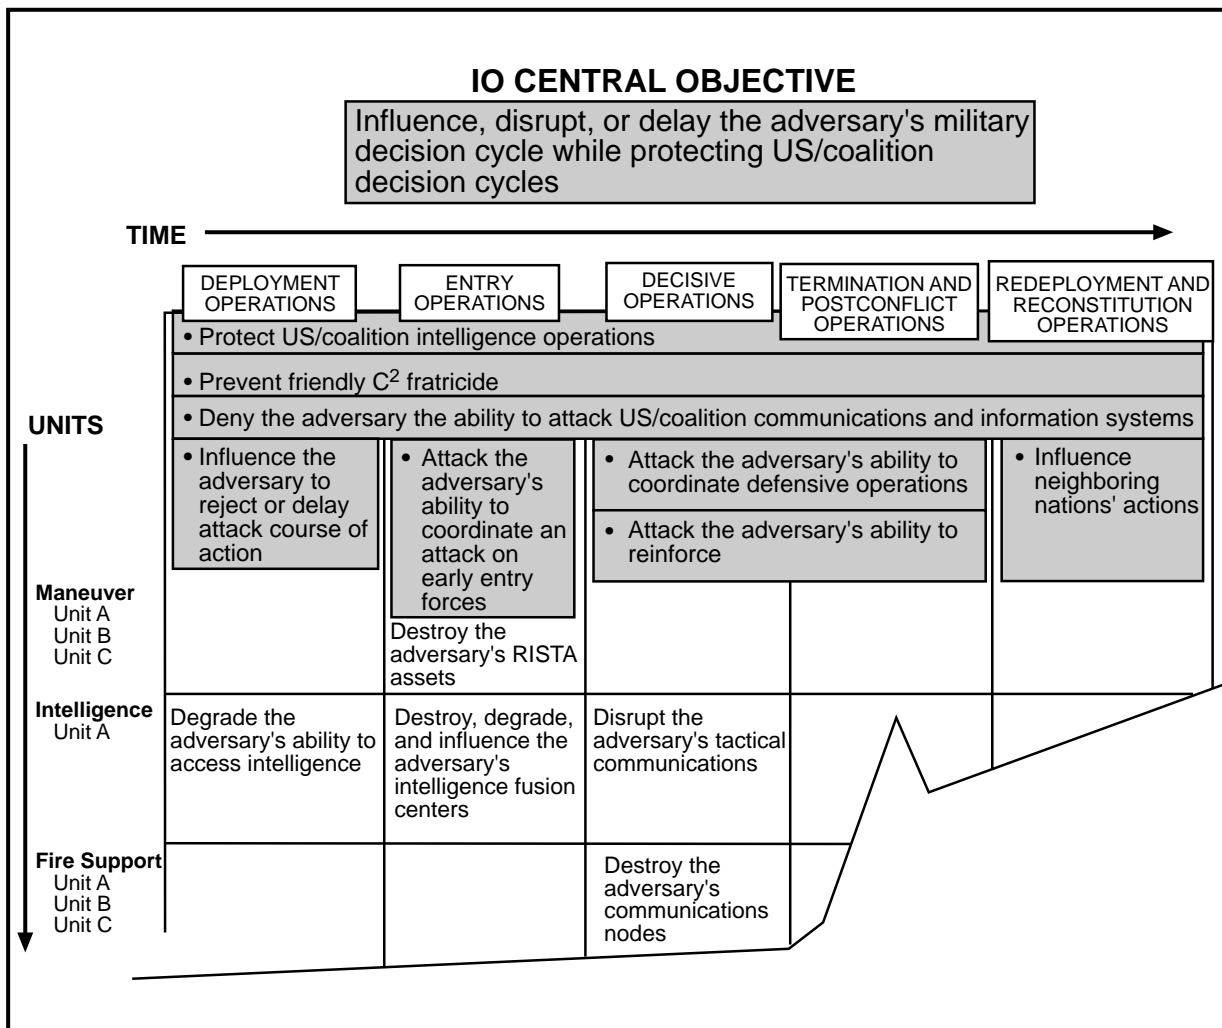 IO CENTRAL OBJECTIVE
Influence, disrupt, or delay the adversary's military
decision cycle while protecting US/coalition
decision cycles
TIME
DEPLOYMENT
OPERATIONS
ENTRY
OPERATIONS
DECISIVE
OPERATIONS
TERMINATION AND
POSTCONFLICT
OPERATIONS
REDEPLOYMENT AND
RECONSTITUTION
OPERATIONS
• Protect US/coalition intelligence operations
• Prevent friendly C² fratricide
• Deny the adversary the ability to attack US/coalition communications and information systems
UNITS
• Influence the
adversary to
reject or delay
attack course of
action
• Attack the
adversary's
ability to
coordinate an
attack on
early entry
forces
• Attack the adversary's ability to
coordinate defensive operations
• Attack the adversary's ability to
reinforce
• Influence
neighboring
nations' actions
Maneuver
Unit A
Unit B
Unit C
Destroy the
adversary's RISTA
assets
Intelligence
Unit A
Degrade the
adversary's ability to
access intelligence
Destroy, degrade,
and influence the
adversary's
intelligence fusion
centers
Disrupt the
adversary's tactical
communications
Fire Support
Unit A
Unit B
Unit C
Destroy the
adversary's
communications
nodes